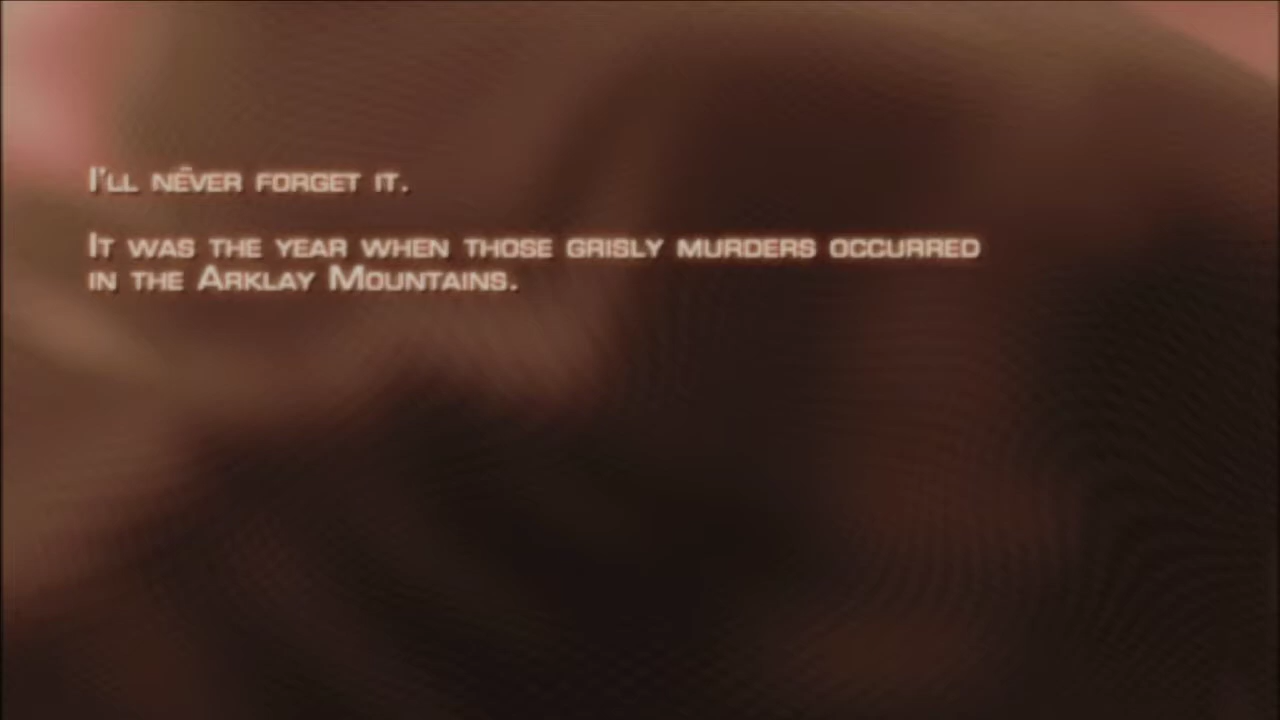 I'll never forget it.
It was the year when those grisly murders occurred
in the Arklay Mountains.